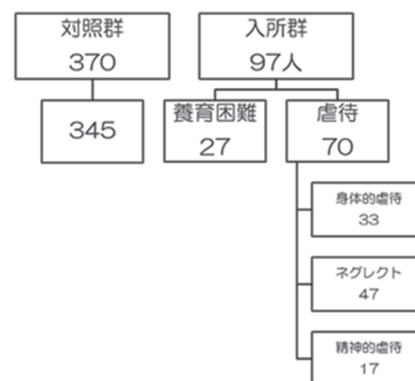 対照群
370
345
入所群
97人
養育困難
27
虐待
70
身体的虐待
33
ネグレクト
47
精神的虐待
17